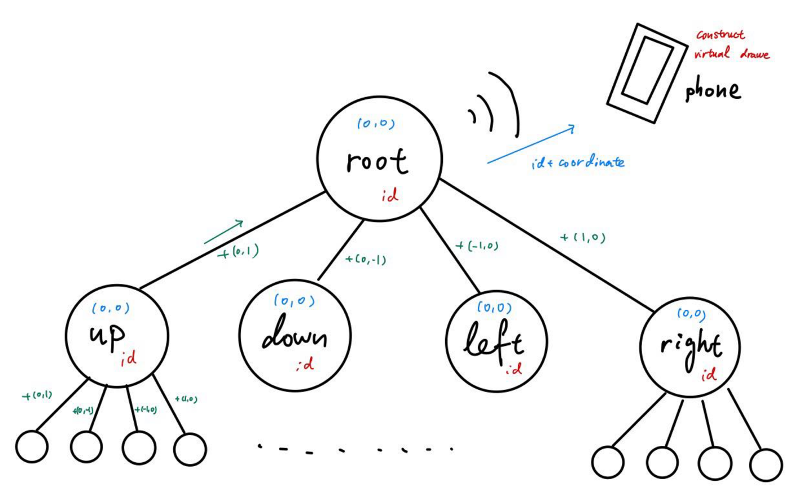 construct
virtual drawe
phone
(0,0)
root
id
id+ coordinate
+(0,1)
+(0,-1)
+(-1,0)
+(1,0)
(0,0)
up
id
(0,0)
down
id
(0,0)
left
id
(0,0)
right
id
+(0,1)
+(0,-1)
+(-1,0)
+(1,0)